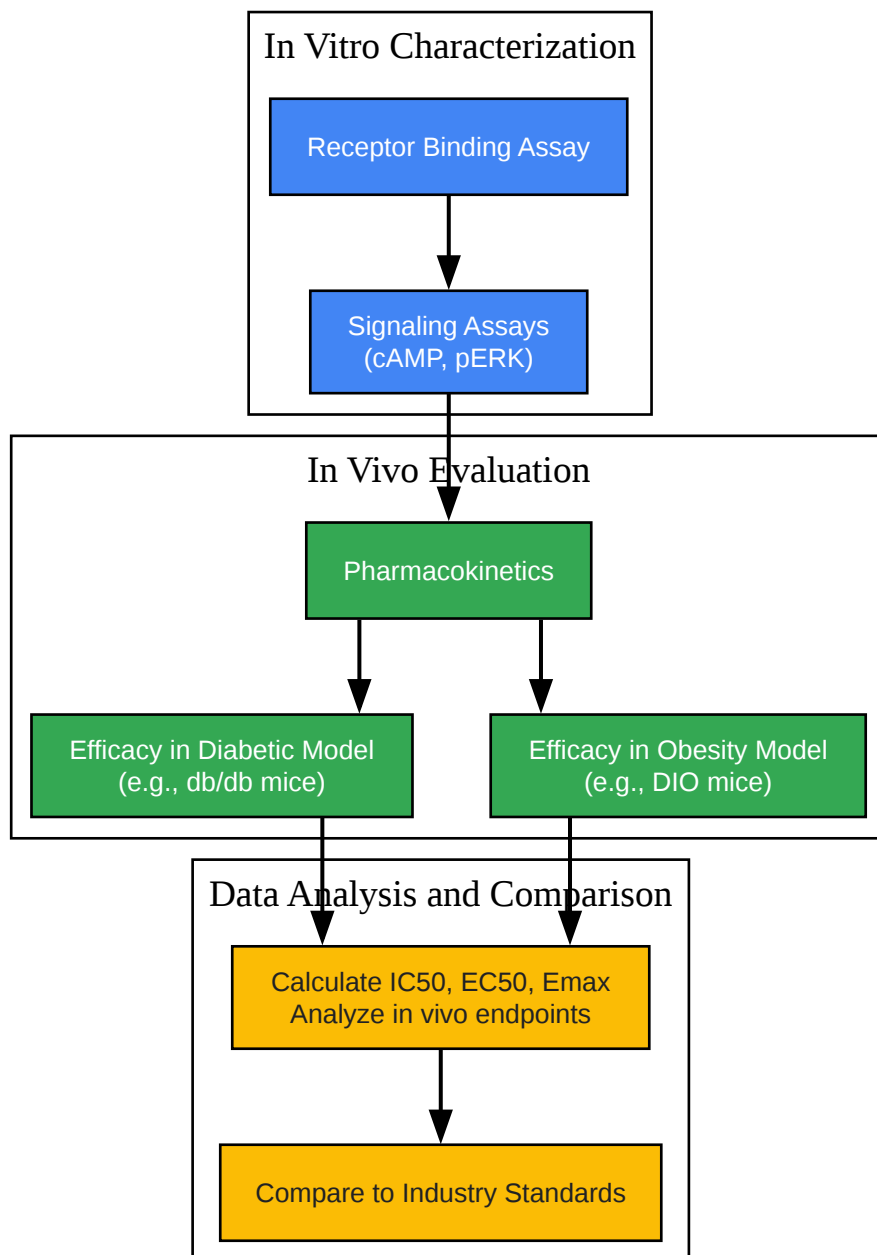 In Vitro Characterization
Receptor Binding Assay
Signaling Assays
(cAMP, pERK)
In Vivo Evaluation
Pharmacokinetics
Efficacy in Diabetic Model
(e.g., db/db mice)
Efficacy in Obesity Model
(e.g., DIO mice)
Data Analysis and Comparison
Calculate IC50, EC50, Emax
Analyze in vivo endpoints
Compare to Industry Standards